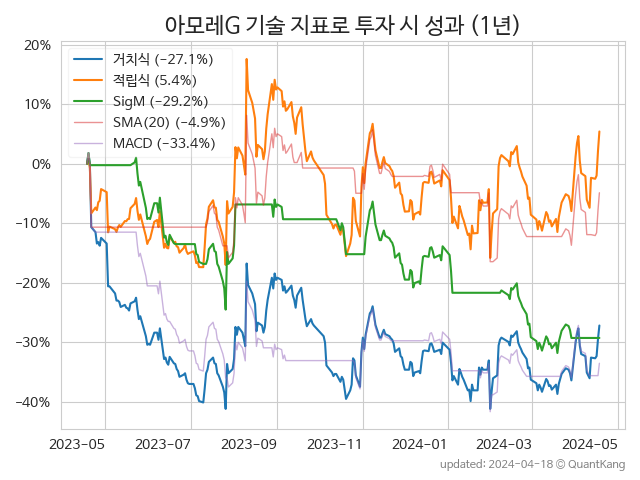 아모레G 기술 지표로 투자 시 성과 (1년)
20%
10%
0%
−10%
−20%
−30%
−40%
거치식 (−27.1%)
적립식 (5.4%)
SigM (−29.2%)
SMA(20) (−4.9%)
MACD (−33.4%)
2023-05
2023-07
2023-09
2023-11
2024-01
2024-03
2024-05
updated: 2024-04-18 © QuantKang